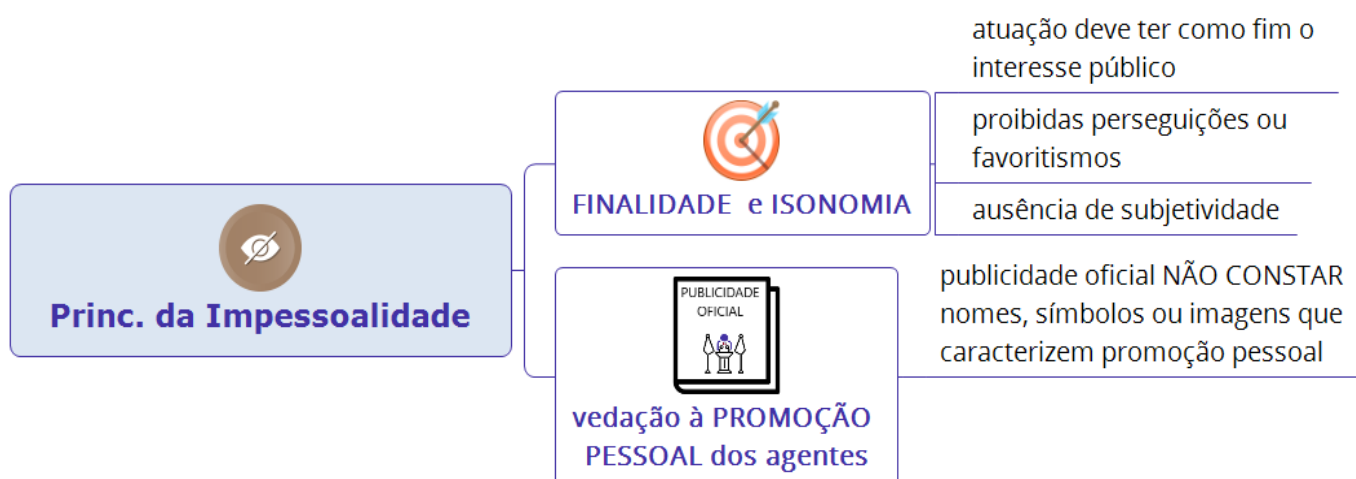 Princ. da Impessoalidade
FINALIDADE e ISONOMIA
atuação deve ter como fim o
interesse público
proibidas perseguições ou
favoritismos
ausência de subjetividade
PUBLICIDADE
OFICIAL
vedação à PROMOÇÃO
PESSOAL dos agentes
publicidade oficial NÃO CONSTAR
nomes, símbolos ou imagens que
caracterizem promoção pessoal